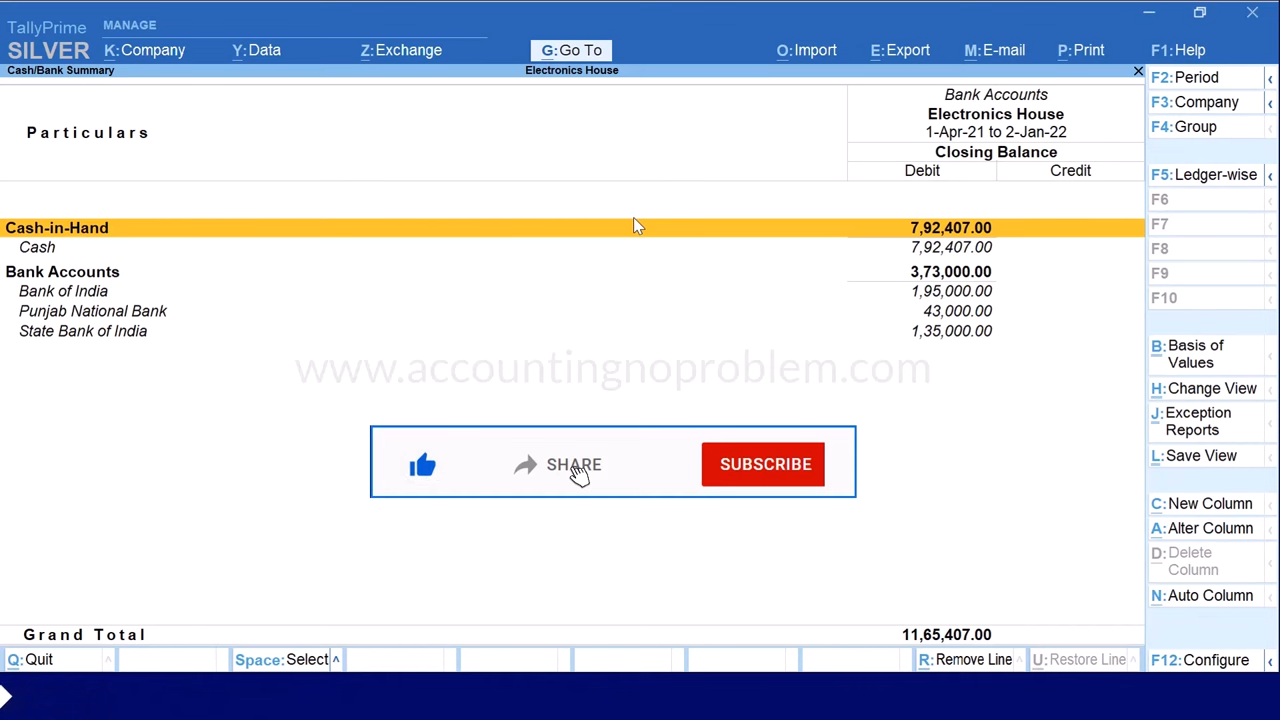 TallyPrime
MANAGE
SILVER
K:Company
Y:Data
Z:Exchange
G:Go To
O:Import
E:Export
M:E-mail
P:Print
F1:Help
Cash/Bank Summary
Electronics House
Particulars
Bank Accounts
Electronics House
1-Apr-21 to 2-Jan-22
Closing Balance
Debit Credit
Cash-in-Hand 7,92,407.00
Cash 7,92,407.00
Bank Accounts 3,73,000.00
Bank of India 1,95,000.00
Punjab National Bank 43,000.00
State Bank of India 1,35,000.00
www.accountingnoproblem.com
SHARE
SUBSCRIBE
Grand Total 11,65,407.00
Q:Quit
Space:Select
R:Remove Line
U:Restore Line
F2:Period
F3:Company
F4:Group
F5:Ledger-wise
F6
F7
F8
F9
F10
B:Basis of
Values
H:Change View
J:Exception
Reports
L:Save View
C:New Column
A:Alter Column
D:Delete
Column
N:Auto Column
F12:Configure